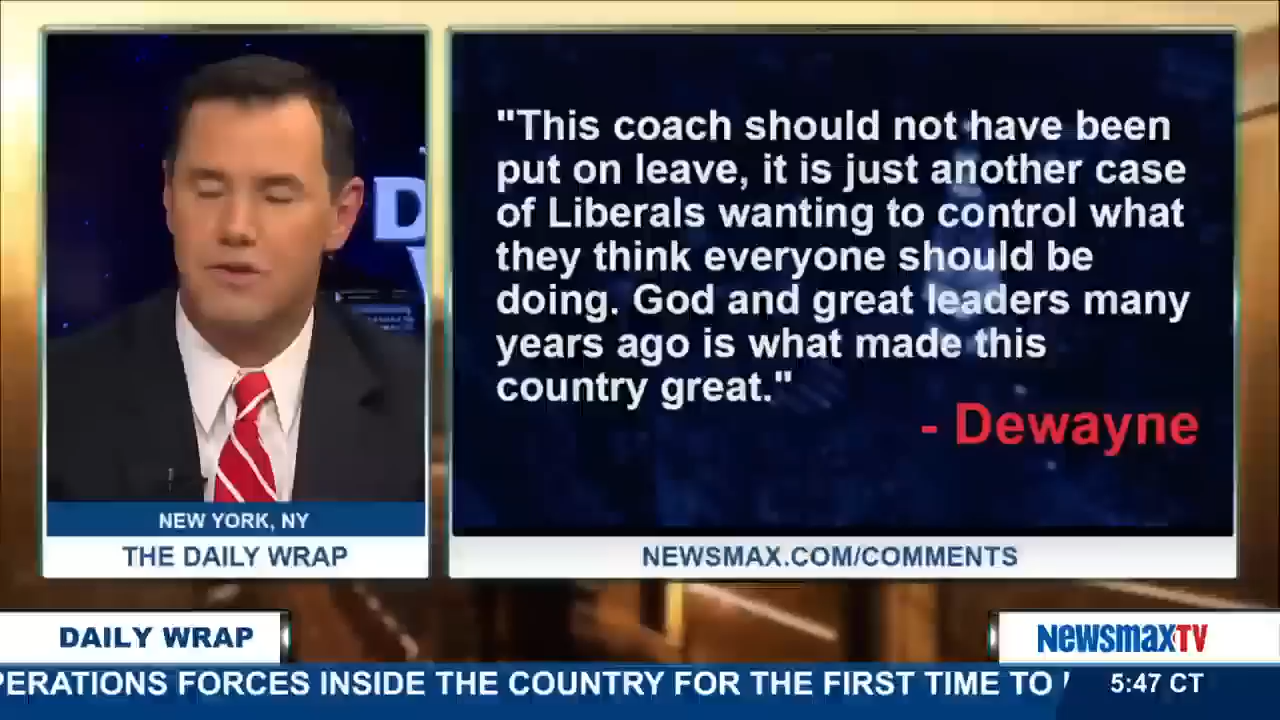 "This coach should not have been
put on leave, it is just another case
of Liberals wanting to control what
they think everyone should be
doing. God and great leaders many
years ago is what made this
country great."
- Dewayne
NEW YORK, NY
THE DAILY WRAP
NEWSMAX.COM/COMMENTS
DAILY WRAP
NEWSMAXTV
PERATIONS FORCES INSIDE THE COUNTRY FOR THE FIRST TIME TO
5:47 CT